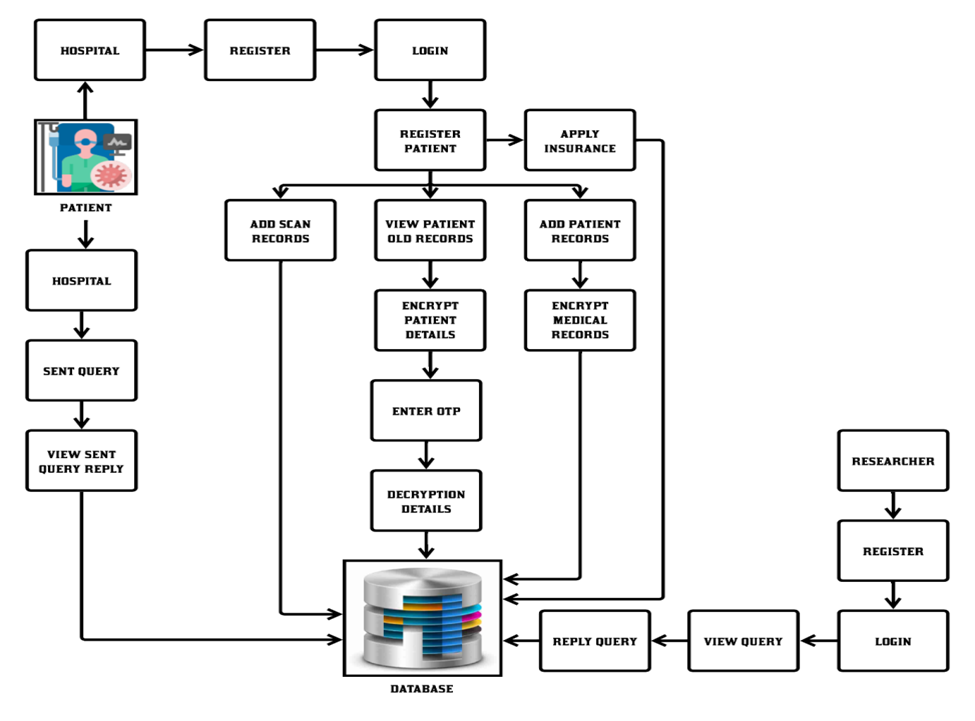 HOSPITAL
REGISTER
LOGIN
REGISTER
PATIENT
APPLY
INSURANCE
PATIENT
ADD SCAN
RECORDS
VIEW PATIENT
OLD RECORDS
ADD PATIENT
RECORDS
HOSPITAL
ENCRYPT
PATIENT
DETAILS
ENCRYPT
MEDICAL
RECORDS
SENT QUERY
ENTER OTP
VIEW SENT
QUERY REPLY
DECRYPTION
DETAILS
RESEARCHER
REGISTER
LOGIN
VIEW QUERY
REPLY QUERY
DATABASE